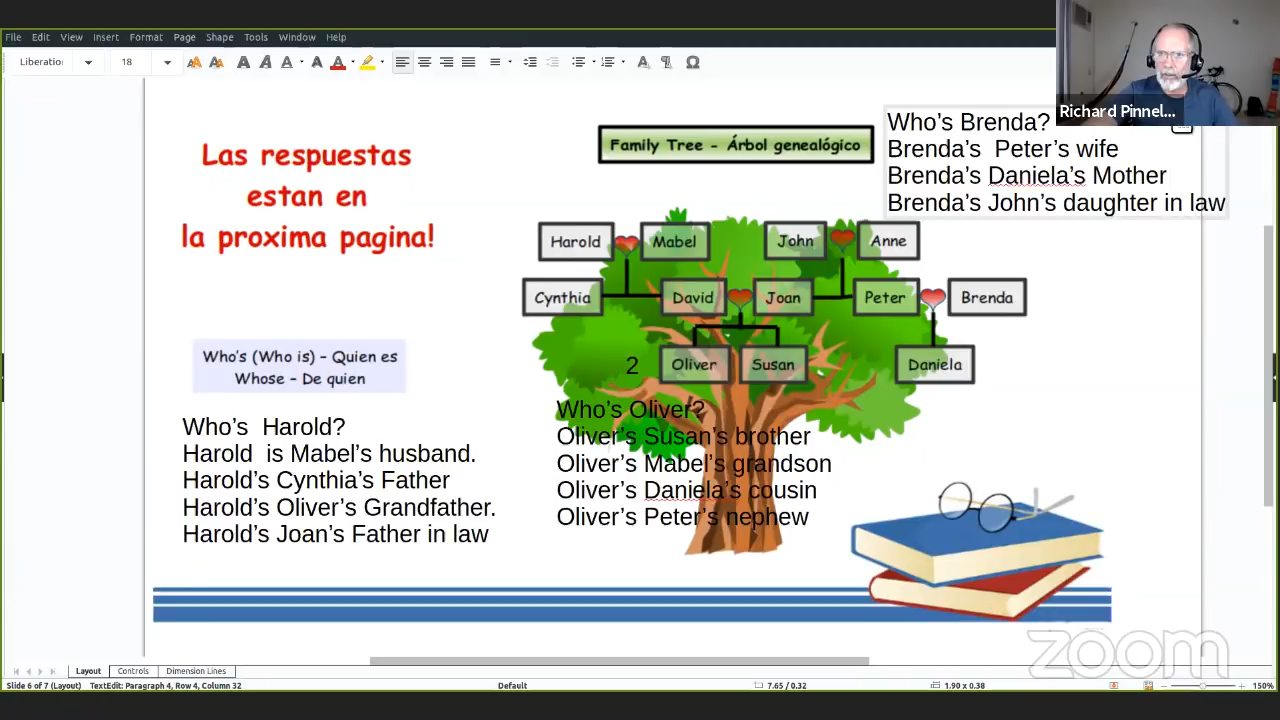 File Edit View Insert Format Page Shape Tools Window Help
Liberatio 18
Richard Pinnel...
Las respuestas
estan en
la proxima pagina!
Family Tree - Árbol genealógico
Who's Brenda?
Brenda's Peter's wife
Brenda's Daniela's Mother
Brenda's John's daughter in law
Harold Mabel John Anne
Cynthia David Joan Peter Brenda
Oliver Susan Daniela
2
Who's (Who is) – Quien es
Whose – De quien
Who's Harold?
Harold is Mabel's husband.
Harold's Cynthia's Father
Harold's Oliver's Grandfather.
Harold's Joan's Father in law
Who's Oliver?
Oliver's Susan's brother
Oliver's Mabel's grandson
Oliver's Daniela's cousin
Oliver's Peter's nephew
zoom
Layout Controls Dimension Lines
Slide 6 of 7 (Layout) TextEdit: Paragraph 4, Row 4, Column 32 Default 7.65 / 0.32 1.90 x 0.38 150%